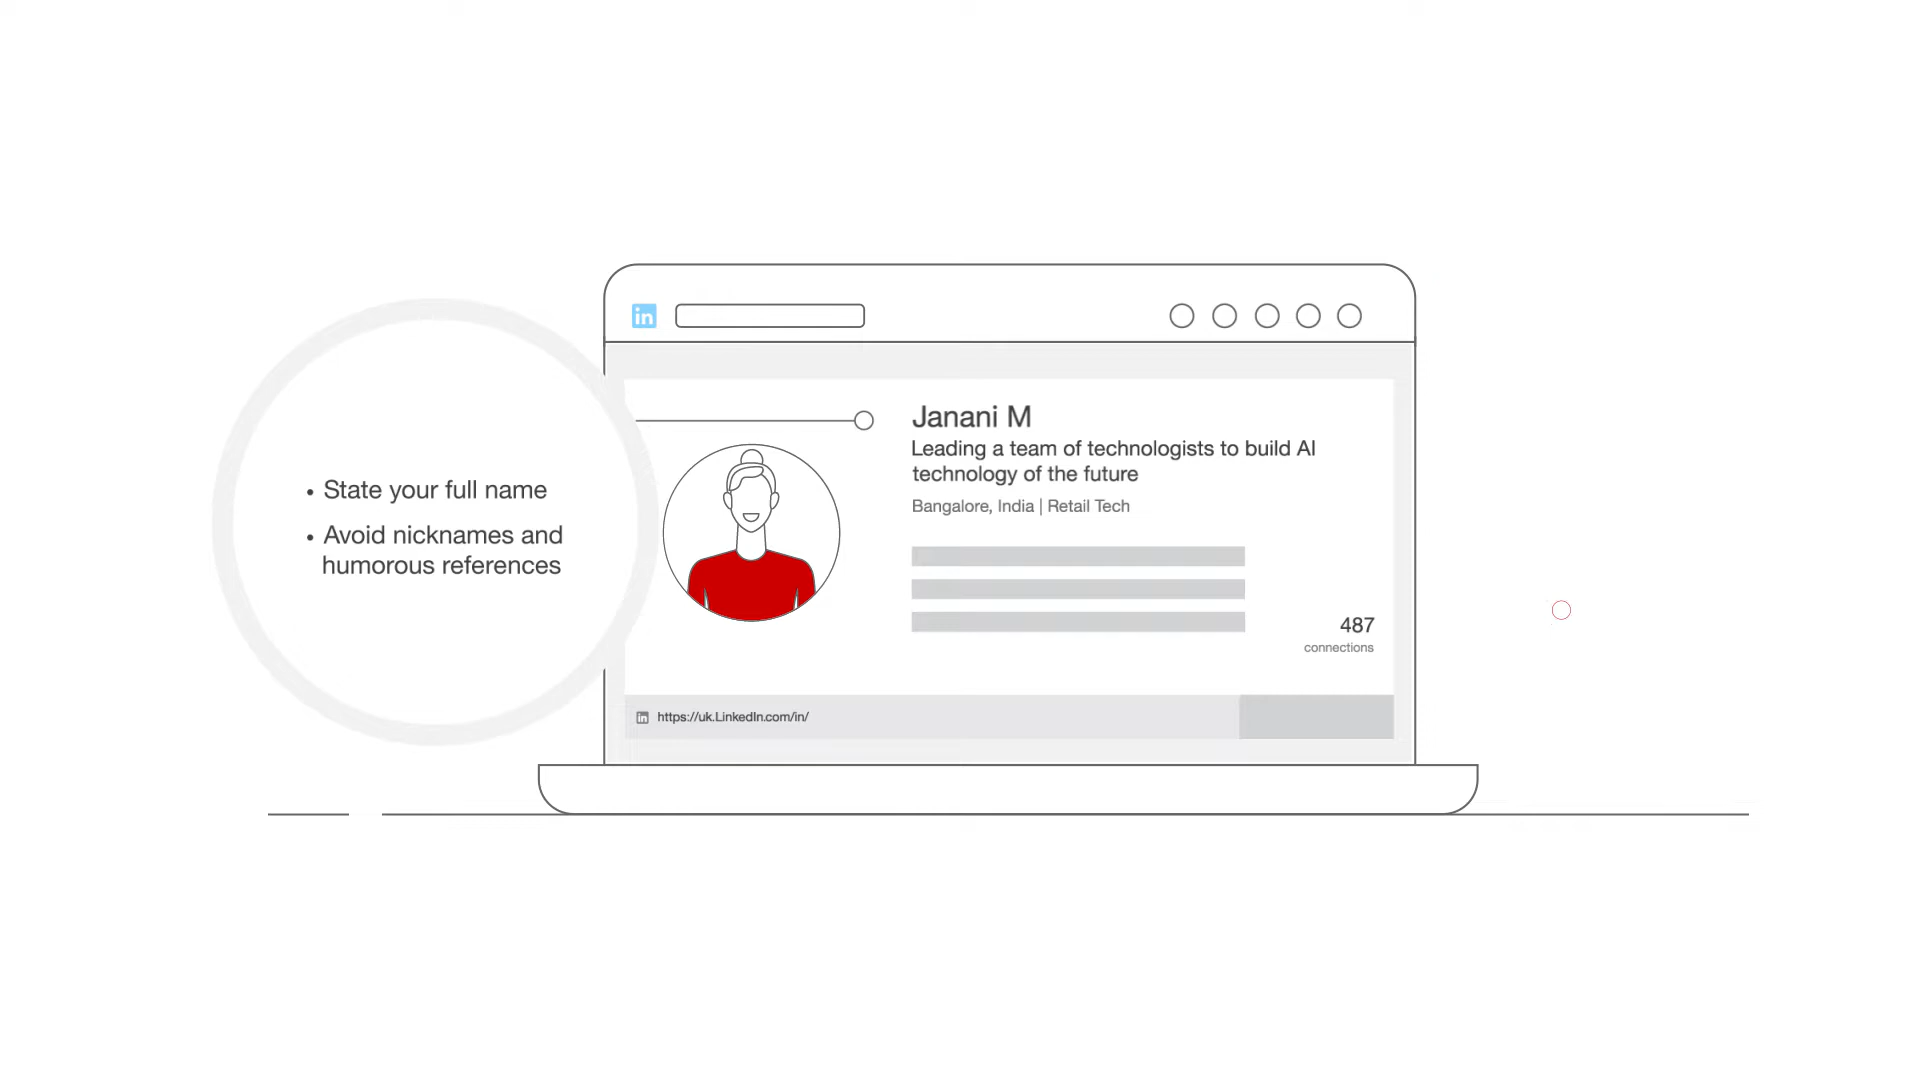 • State your full name
• Avoid nicknames and
humorous references
in
Janani M
Leading a team of technologists to build AI
technology of the future
Bangalore, India | Retail Tech
487
connections
in https://uk.LinkedIn.com/in/